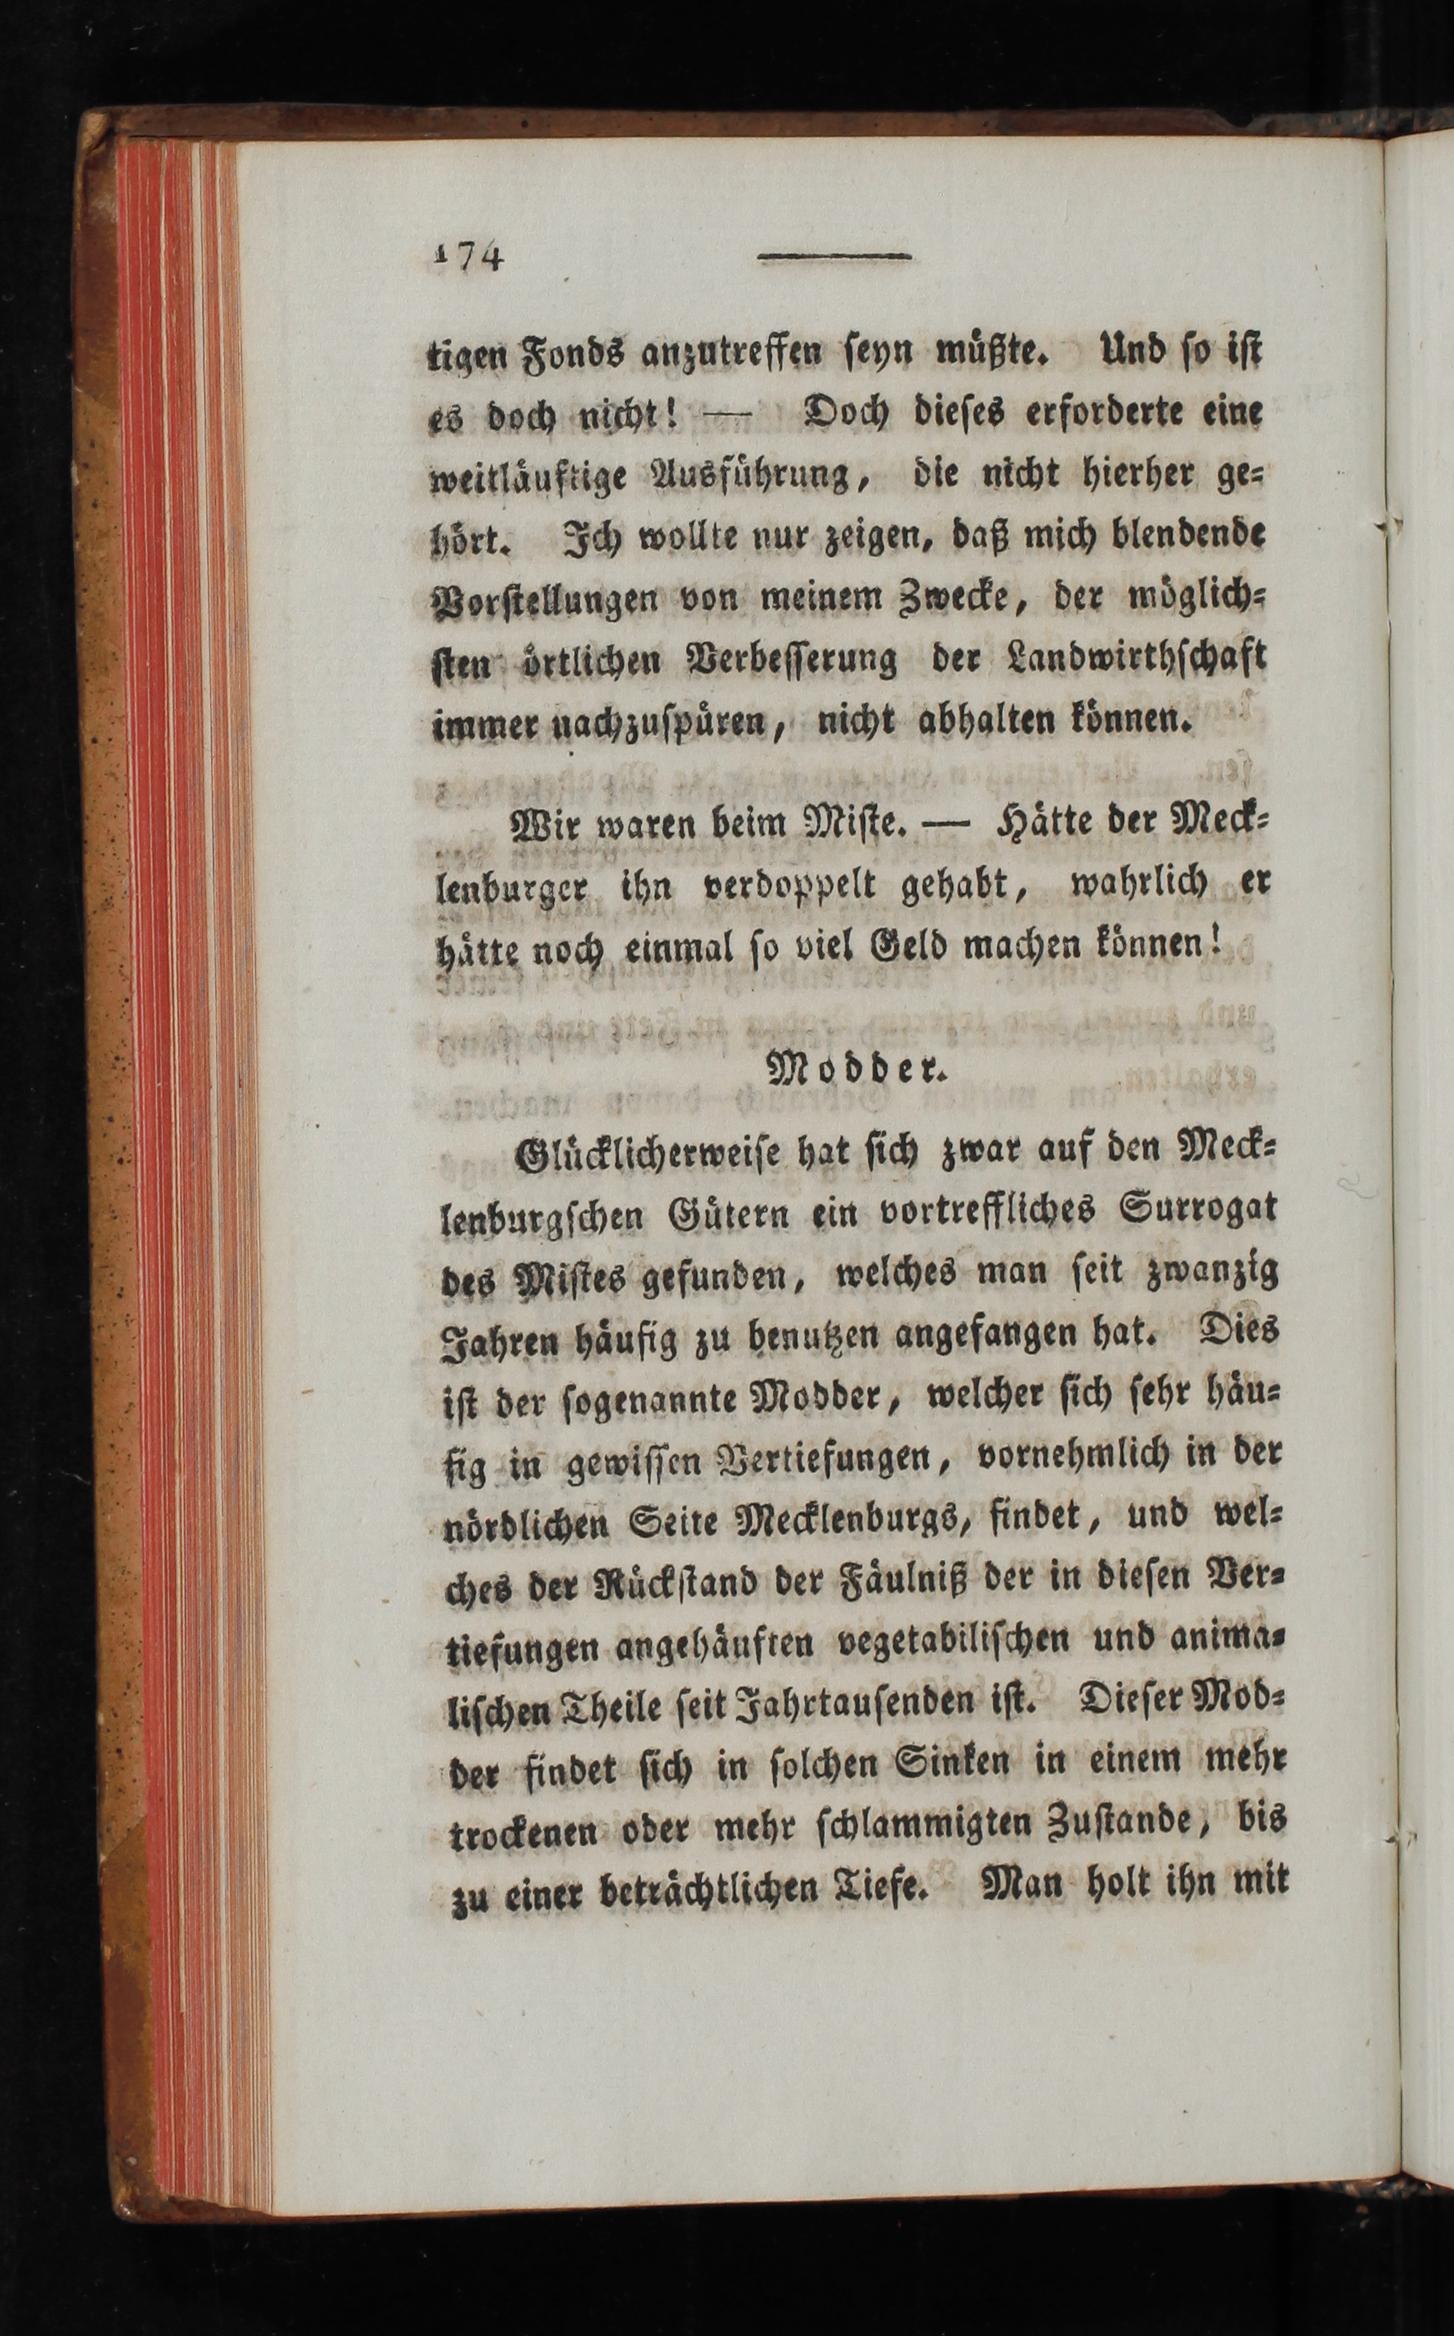 174
tigen Fonds anzutreffen seyn müßte. Und so ist
es doch nicht! — Doch dieses erforderte eine
weitläuftige Ausführung, die nicht hierher ge-
hört. Ich wollte nur zeigen, daß mich blendende
Vorstellungen von meinem Zwecke, der möglich-
sten örtlichen Verbesserung der Landwirthschaft
immer nachzuspüren, nicht abhalten können.
Wir waren beim Miste. — Hätte der Meck-
lenburger ihn verdoppelt gehabt, wahrlich er
hätte noch einmal so viel Geld machen können!
Modder.
Glücklicherweise hat sich zwar auf den Meck-
lenburgschen Gütern ein vortreffliches Surrogat
des Mistes gefunden, welches man seit zwanzig
Jahren häufig zu benutzen angefangen hat. Dies
ist der sogenannte Modder, welcher sich sehr häu-
fig in gewissen Vertiefungen, vornehmlich in der
nördlichen Seite Mecklenburgs, findet, und wel-
ches der Rückstand der Fäulniß der in diesen Ver-
tiefungen angehäuften vegetabilischen und anima-
lischen Theile seit Jahrtausenden ist. Dieser Mod-
der findet sich in solchen Sinken in einem mehr
trockenen oder mehr schlammigten Zustande, bis
zu einer beträchtlichen Tiefe. Man holt ihn mit